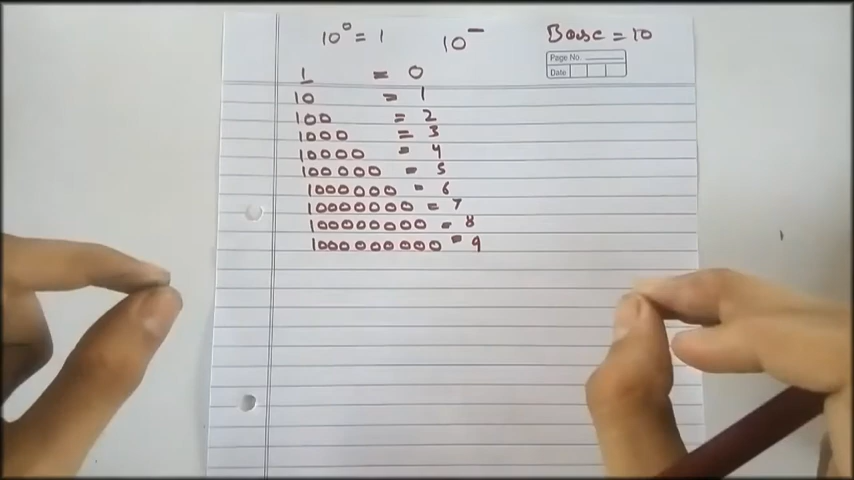 10⁰ = 1
10⁻
Base = 10
Page No.
Date
1 = 0
10 = 1
100 = 2
1000 = 3
10000 = 4
100000 = 5
1000000 = 6
10000000 = 7
100000000 = 8
1000000000 = 9